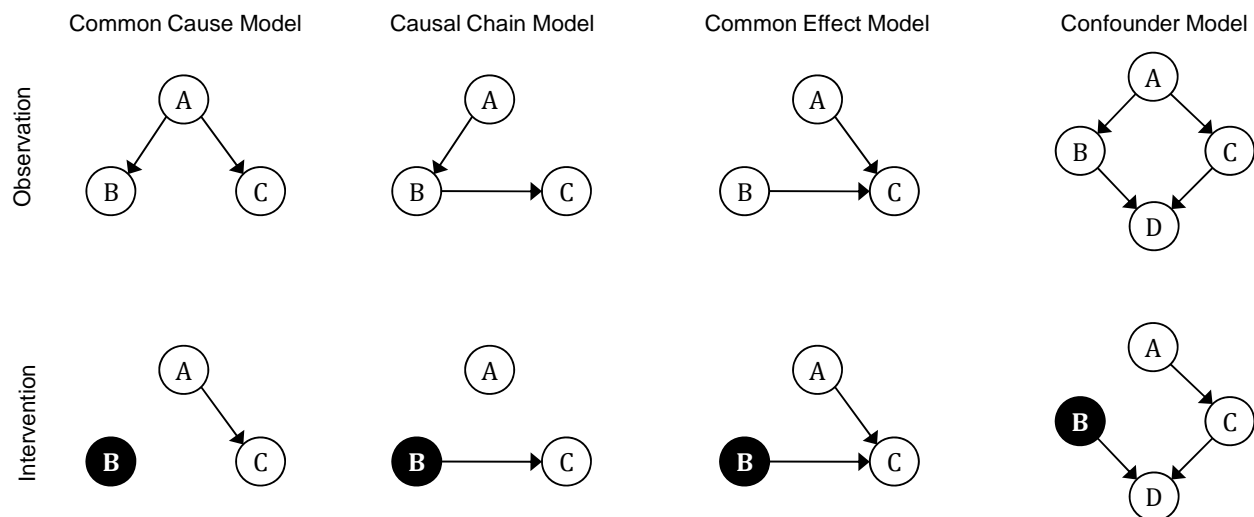 Common Cause Model
Causal Chain Model
Common Effect Model
Confounder Model
Observation
A
B
C
A
B
C
A
B
C
A
B
C
D
Intervention
A
B
C
A
B
C
A
B
C
A
B
C
D